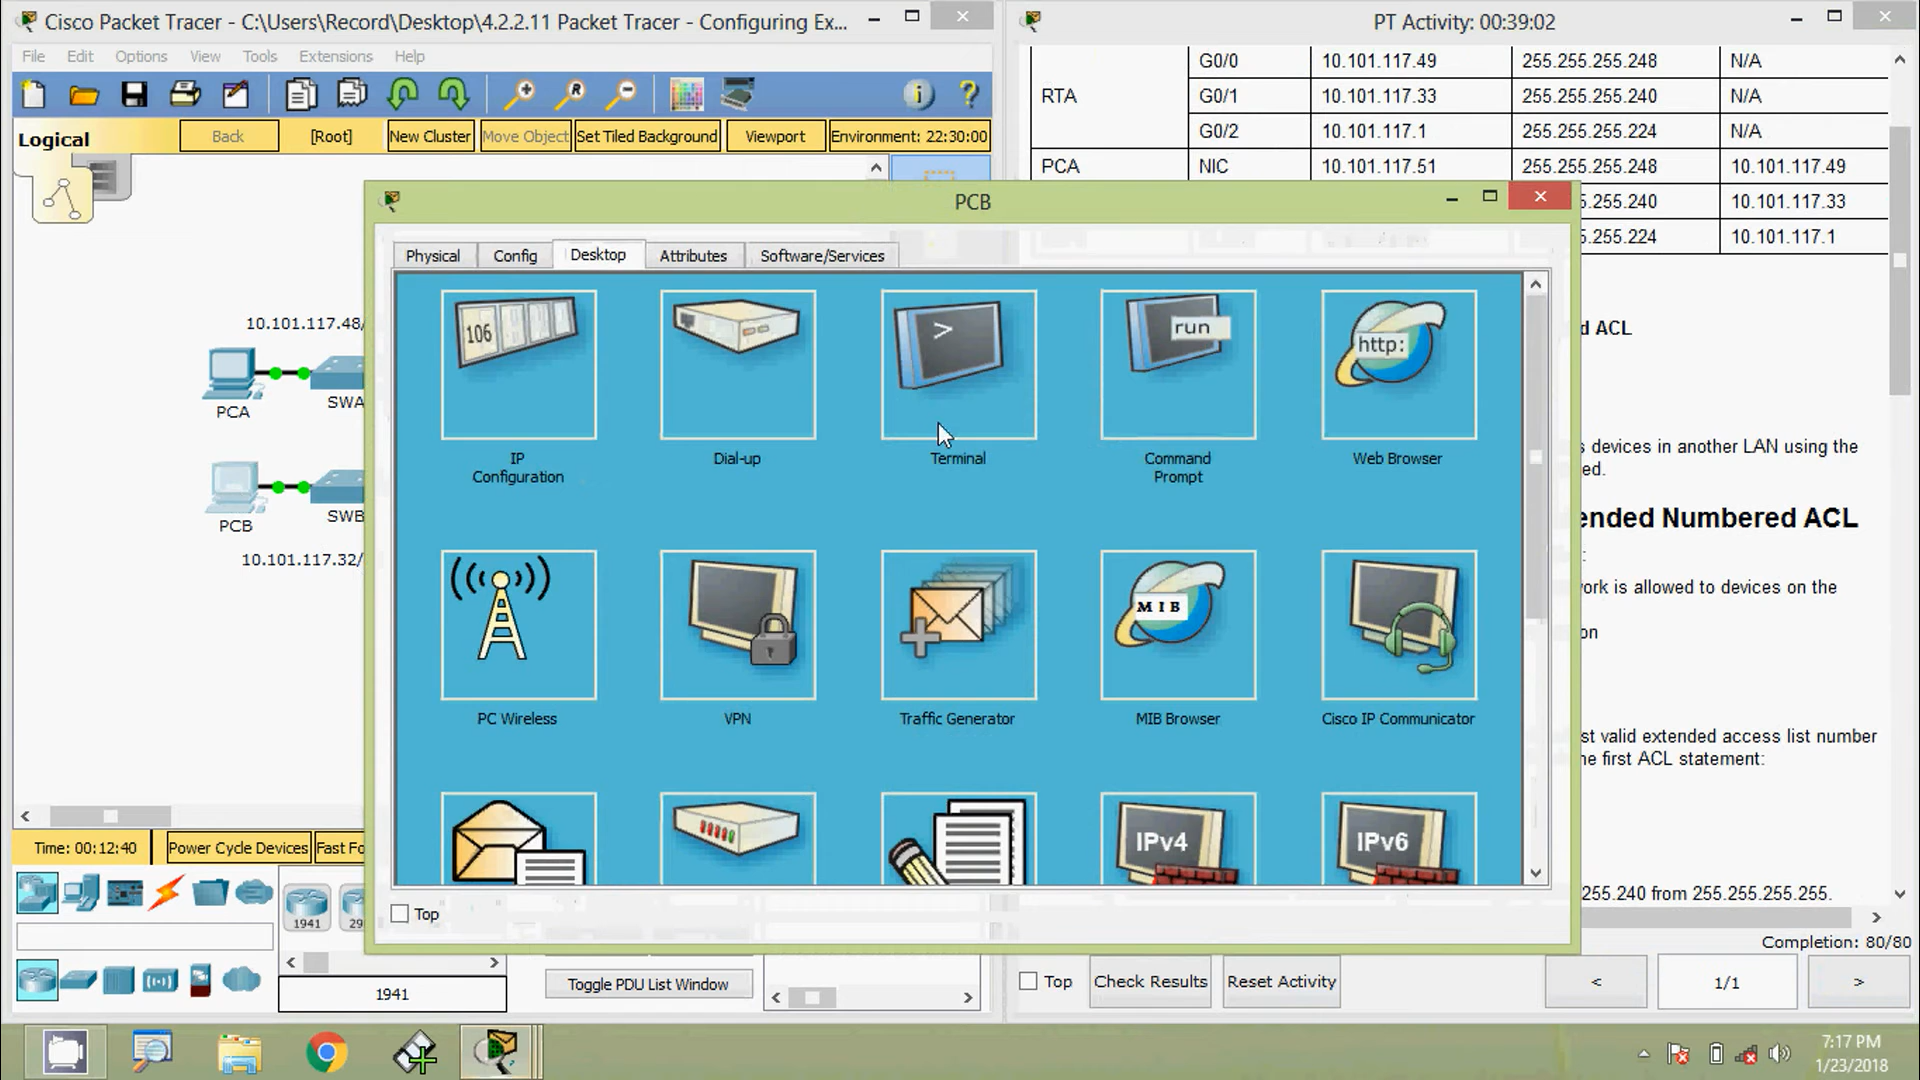 Cisco Packet Tracer - C:\Users\Record\Desktop\4.2.2.11 Packet Tracer - Configuring Ex...
File Edit Options View Tools Extensions Help
Logical Back [Root] New Cluster Move Object Set Tiled Background Viewport Environment: 22:30:00
10.101.117.48/
PCA
SWA
PCB
SWB
10.101.117.32/
Time: 00:12:40 Power Cycle Devices Fast Fo
1941 29
1941
Toggle PDU List Window
PT Activity: 00:39:02
RTA
G0/0 10.101.117.49 255.255.255.248 N/A
G0/1 10.101.117.33 255.255.255.240 N/A
G0/2 10.101.117.1 255.255.255.224 N/A
PCA NIC 10.101.117.51 255.255.255.248 10.101.117.49
5.255.240 10.101.117.33
255.224 10.101.117.1
d ACL
s devices in another LAN using the
ed.
ended Numbered ACL
:
work is allowed to devices on the
on
st valid extended access list number
he first ACL statement:
255.240 from 255.255.255.255.
Completion: 80/80
Top Check Results Reset Activity < 1/1 >
PCB
Physical Config Desktop Attributes Software/Services
106
>
run
http:
IP
Configuration
Dial-up
Terminal
Command
Prompt
Web Browser
MIB
PC Wireless
VPN
Traffic Generator
MIB Browser
Cisco IP Communicator
IPv4
IPv6
Top
7:17 PM
1/23/2018